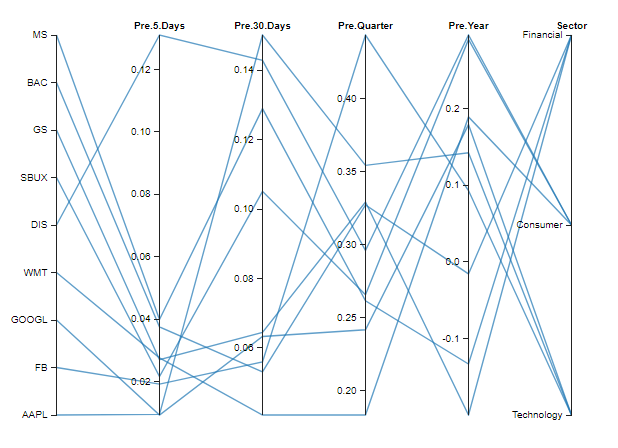 Pre.5.Days Pre.30.Days Pre.Quarter Pre.Year Sector
MS
BAC
GS
SBUX
DIS
WMT
GOOGL
FB
AAPL
0.12
0.10
0.08
0.06
0.04
0.02
0.14
0.12
0.10
0.08
0.06
0.40
0.35
0.30
0.25
0.20
0.2
0.1
0.0
-0.1
Financial
Consumer
Technology